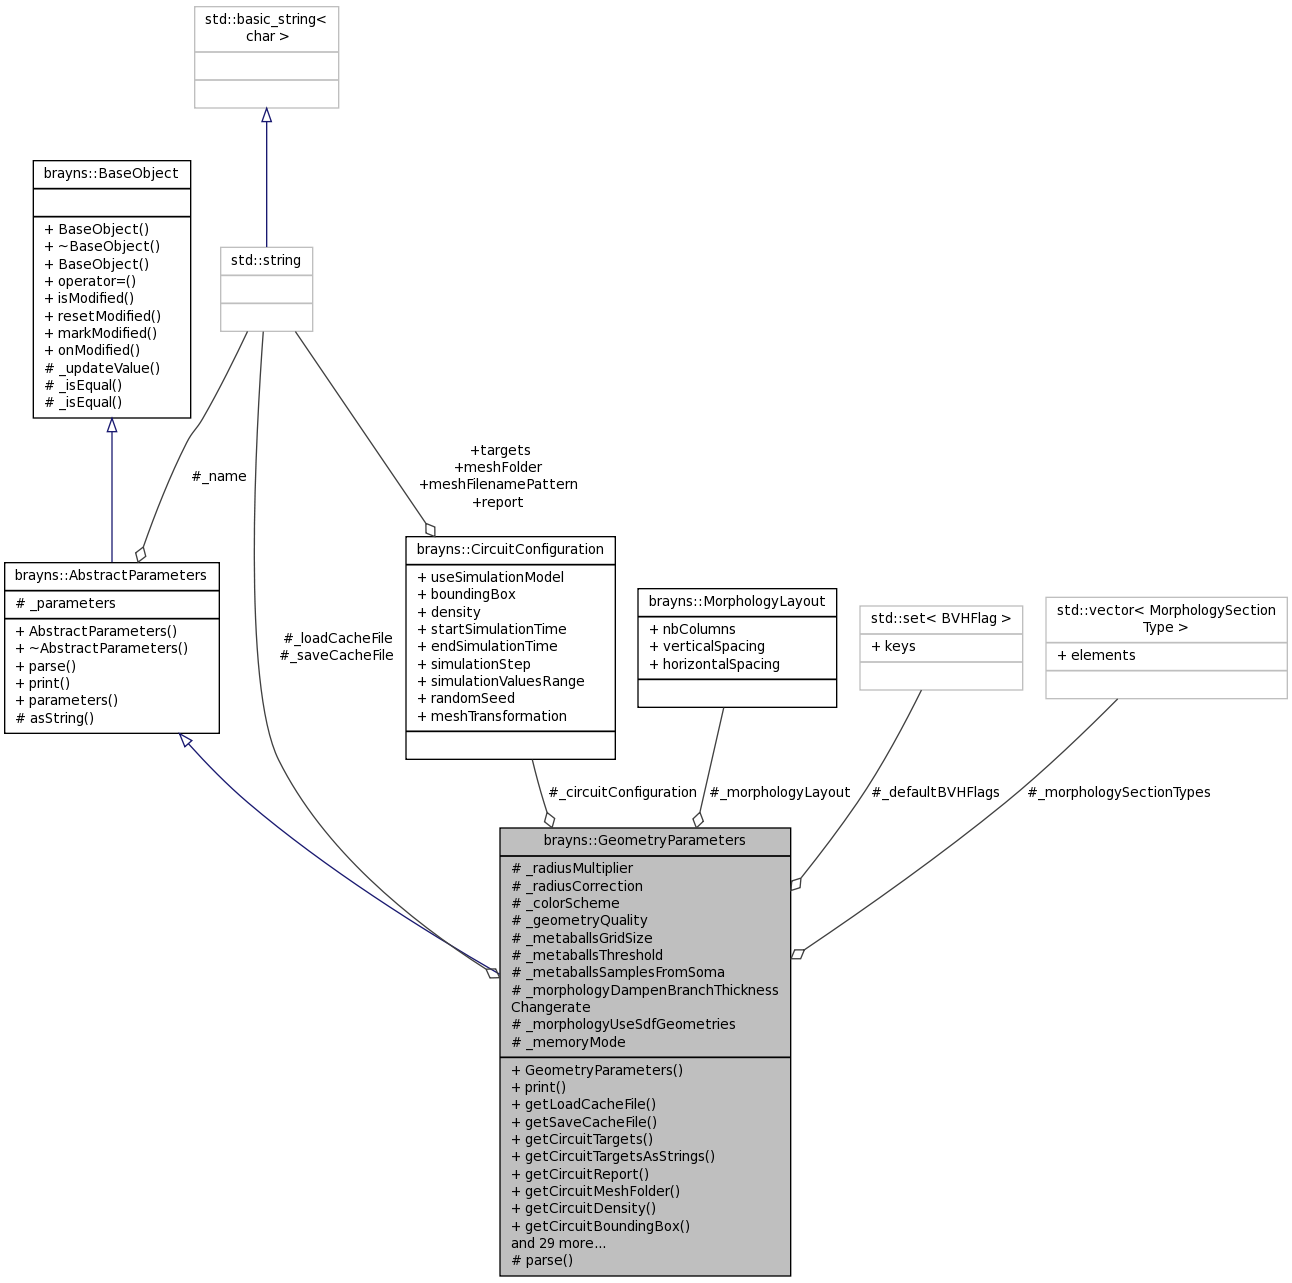 std::basic_string<
char >
brayns::BaseObject
+ BaseObject()
+ ~BaseObject()
+ BaseObject()
+ operator=()
+ isModified()
+ resetModified()
+ markModified()
+ onModified()
# _updateValue()
# _isEqual()
# _isEqual()
std::string
#_name
+targets
+meshFolder
+meshFilenamePattern
+report
brayns::AbstractParameters
# _parameters
+ AbstractParameters()
+ ~AbstractParameters()
+ parse()
+ print()
+ parameters()
# asString()
#_loadCacheFile
#_saveCacheFile
brayns::CircuitConfiguration
+ useSimulationModel
+ boundingBox
+ density
+ startSimulationTime
+ endSimulationTime
+ simulationStep
+ simulationValuesRange
+ randomSeed
+ meshTransformation
brayns::MorphologyLayout
+ nbColumns
+ verticalSpacing
+ horizontalSpacing
std::set< BVHFlag >
+ keys
std::vector< MorphologySection
Type >
+ elements
#_circuitConfiguration
#_morphologyLayout
#_defaultBVHFlags
#_morphologySectionTypes
brayns::GeometryParameters
# _radiusMultiplier
# _radiusCorrection
# _colorScheme
# _geometryQuality
# _metaballsGridSize
# _metaballsThreshold
# _metaballsSamplesFromSoma
# _morphologyDampenBranchThickness
Changerate
# _morphologyUseSdfGeometries
# _memoryMode
+ GeometryParameters()
+ print()
+ getLoadCacheFile()
+ getSaveCacheFile()
+ getCircuitTargets()
+ getCircuitTargetsAsStrings()
+ getCircuitReport()
+ getCircuitMeshFolder()
+ getCircuitDensity()
+ getCircuitBoundingBox()
and 29 more...
# parse()